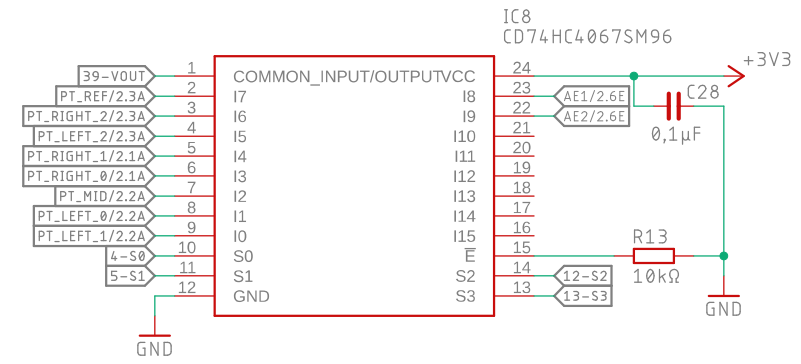 IC8
CD74HC4067SM96
+3V3
39-VOUT 1 COMMON_INPUT/OUTPUT VCC 24
PT_REF/2.3A 2 I7 I8 23 AE1/2.6E
C28
PT_RIGHT_2/2.3A 3 I6 I9 22 AE2/2.6E
0,1µF
PT_LEFT_2/2.3A 4 I5 I10 21
PT_RIGHT_1/2.1A 5 I4 I11 20
PT_RIGHT_0/2.1A 6 I3 I12 19
PT_MID/2.2A 7 I2 I13 18
PT_LEFT_0/2.2A 8 I1 I14 17
PT_LEFT_1/2.2A 9 I0 I15 16
R13
4-S0 10 S0 E 15
10kΩ
5-S1 11 S1 S2 14 12-S2
12 GND S3 13 13-S3
GND
GND